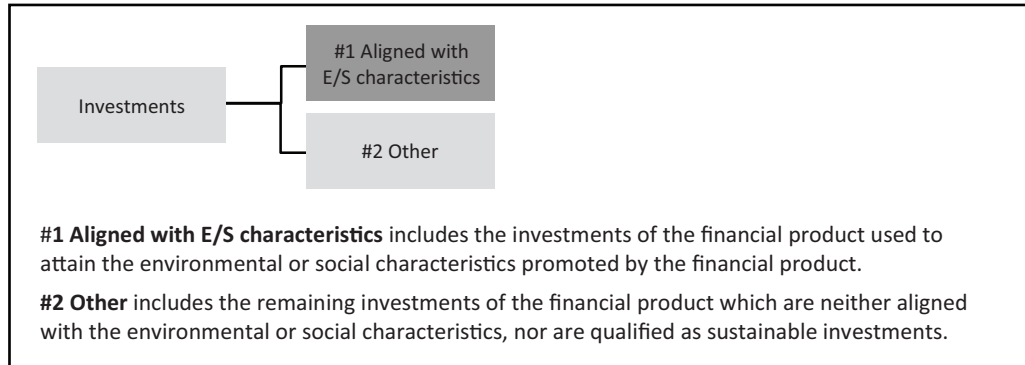 #1 Aligned with
E/S characteristics
Investments
#2 Other
#1 Aligned with E/S characteristics includes the investments of the financial product used to
attain the environmental or social characteristics promoted by the financial product.
#2 Other includes the remaining investments of the financial product which are neither aligned
with the environmental or social characteristics, nor are qualified as sustainable investments.